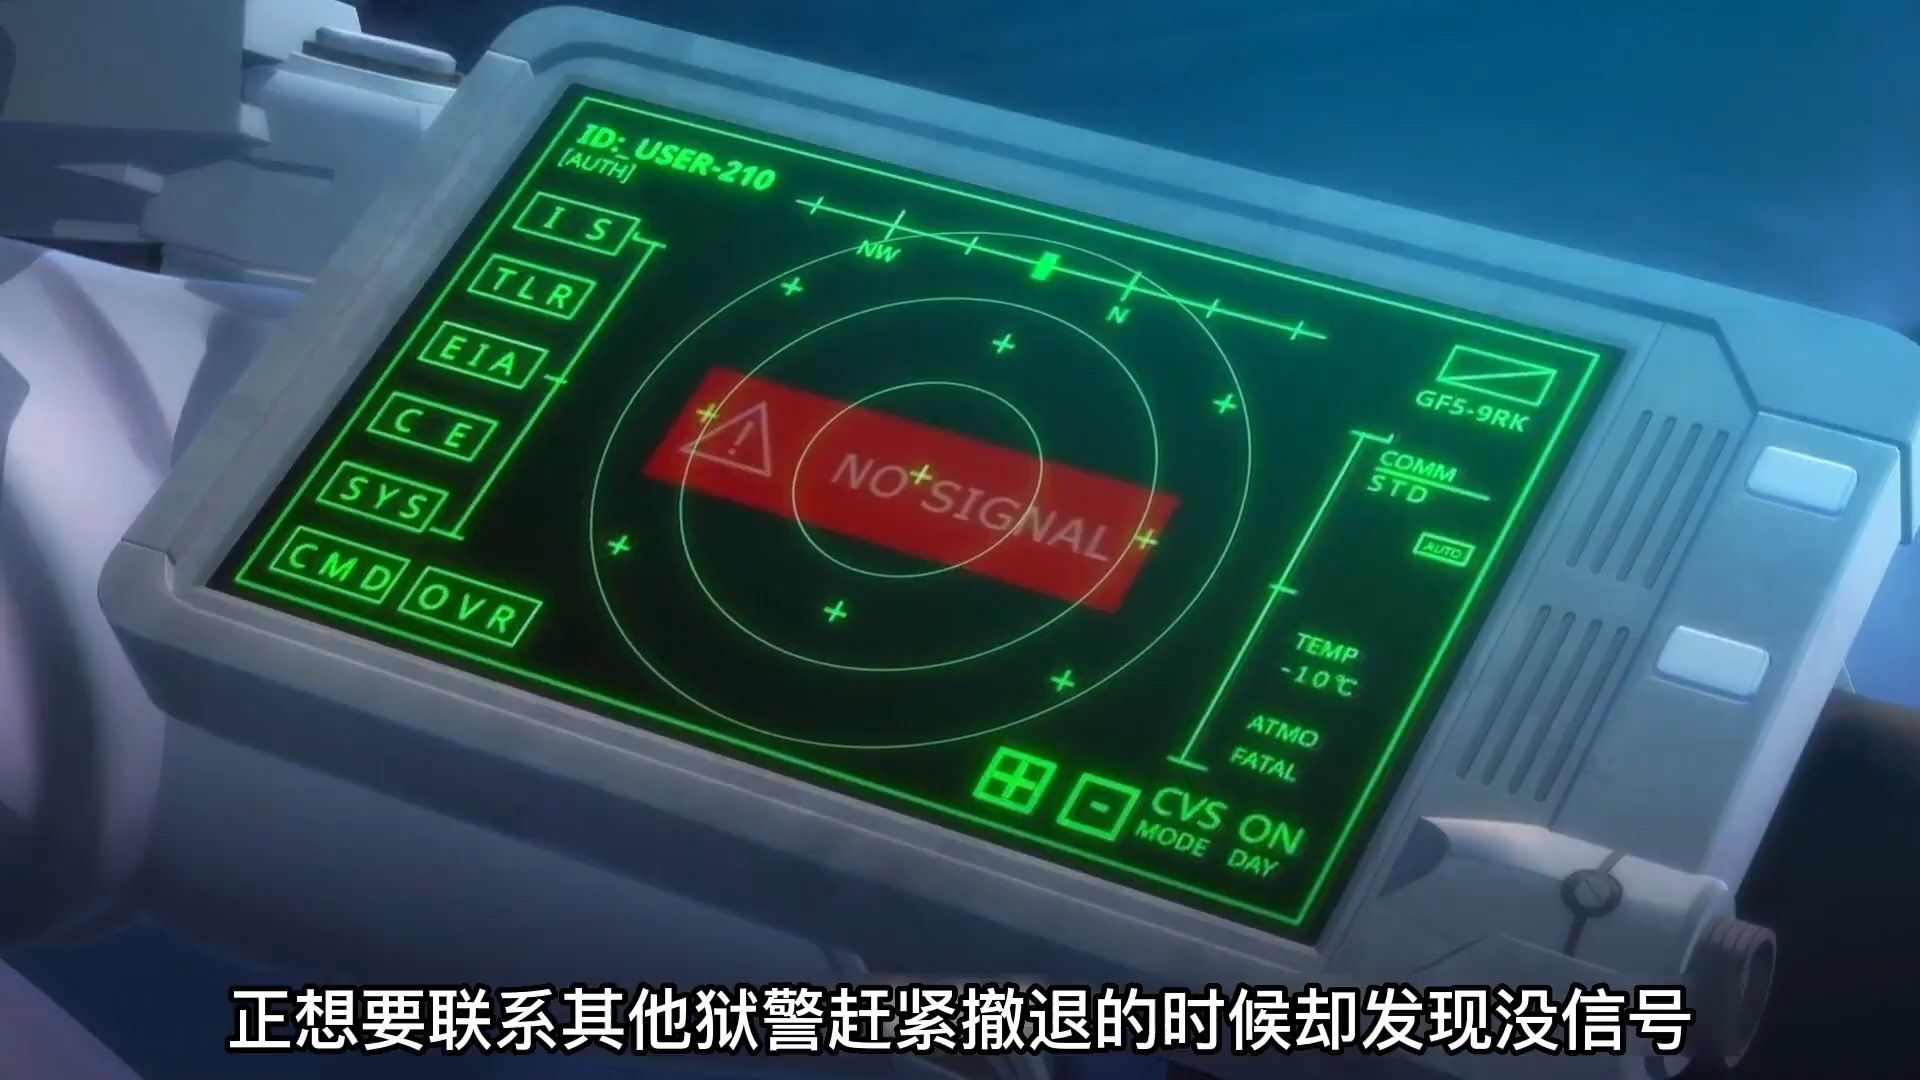 ID:_USER-210
[AUTH]
I S
TLR
EIA
C E
SYS
CMD
OVR
NW
N
NO SIGNAL
GF5-9RK
COMM
STD
AUTO
TEMP
-10℃
ATMO
FATAL
CVS ON
MODE DAY
正想要联系其他狱警赶紧撤退的时候却发现没信号